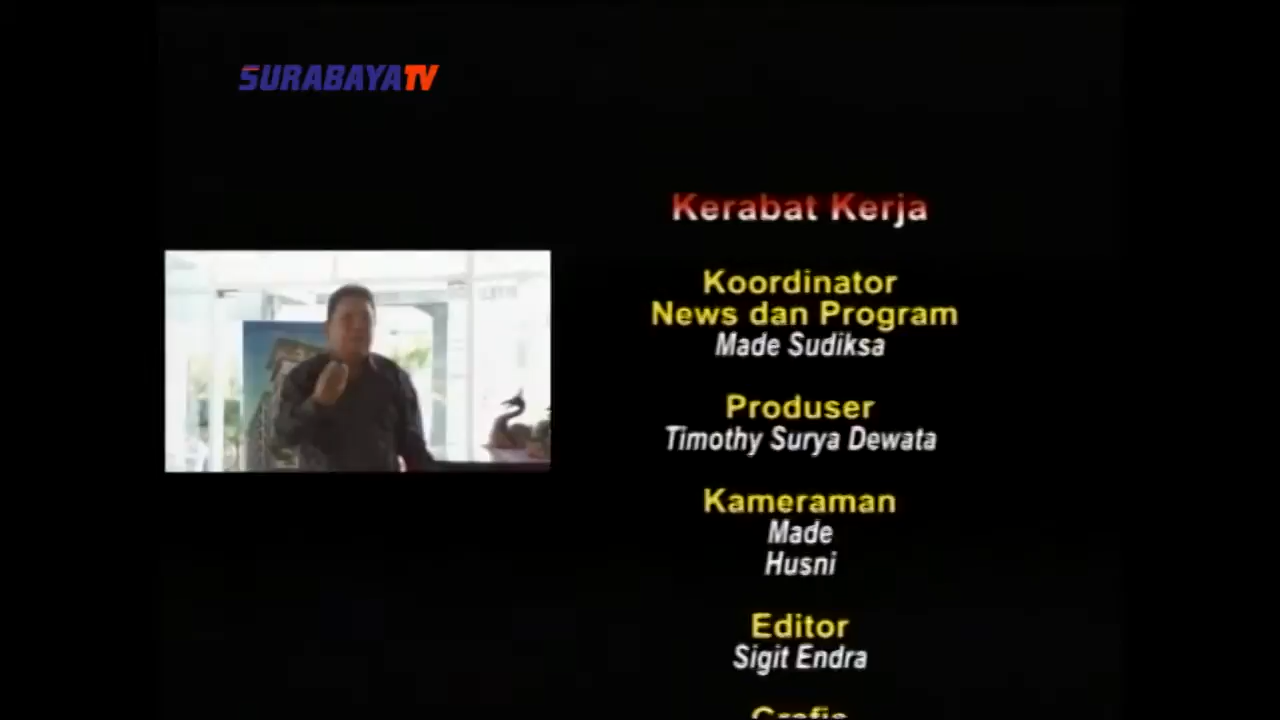 SURABAYATV
Kerabat Kerja
Koordinator
News dan Program
Made Sudiksa
Produser
Timothy Surya Dewata
Kameraman
Made
Husni
Editor
Sigit Endra
Grafis